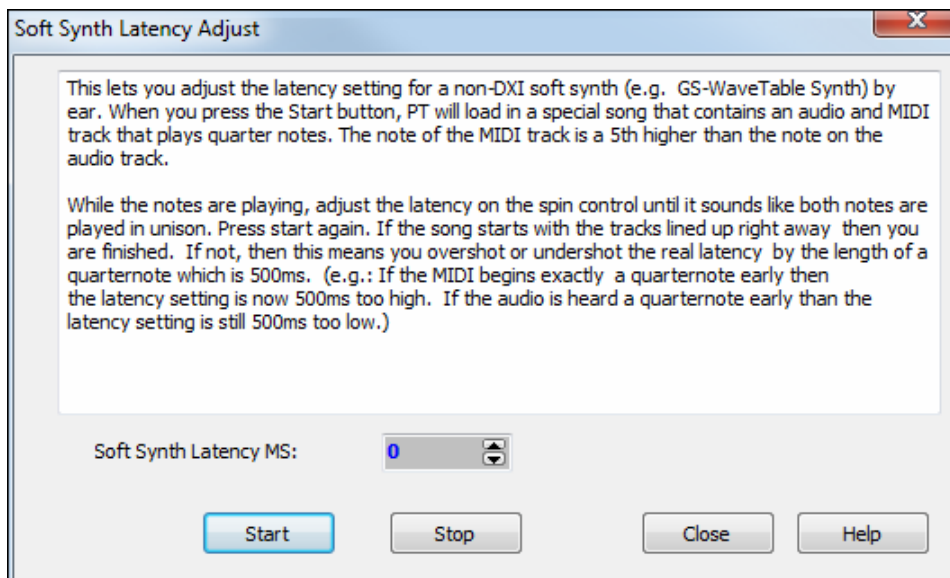 Soft Synth Latency Adjust
This lets you adjust the latency setting for a non-DXI soft synth (e.g. GS-WaveTable Synth) by
ear. When you press the Start button, PT will load in a special song that contains an audio and MIDI
track that plays quarter notes. The note of the MIDI track is a 5th higher than the note on the
audio track.
While the notes are playing, adjust the latency on the spin control until it sounds like both notes are
played in unison. Press start again. If the song starts with the tracks lined up right away then you
are finished. If not, then this means you overshot or undershot the real latency by the length of a
quarternote which is 500ms. (e.g.: If the MIDI begins exactly a quarternote early then
the latency setting is now 500ms too high. If the audio is heard a quarternote early than the
latency setting is still 500ms too low.)
Soft Synth Latency MS: 0
Start Stop Close Help